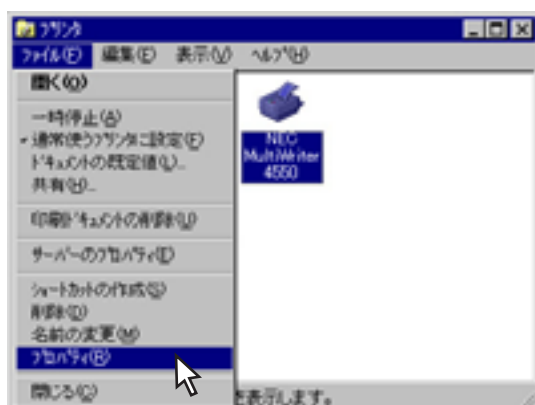 プリンタ
ファイル(F) 編集(E) 表示(V) ヘルプ(H)
開く(O)
一時停止(A)
通常使うプリンタに設定(F)
ドキュメントの既定値(L)...
共有(H)...
印刷ドキュメントの削除(U)
サーバーのプロパティ(E)
ショートカットの作成(S)
削除(D)
名前の変更(M)
プロパティ(R)
閉じる(C)
NEC
MultiWriter
4550
を表示します。